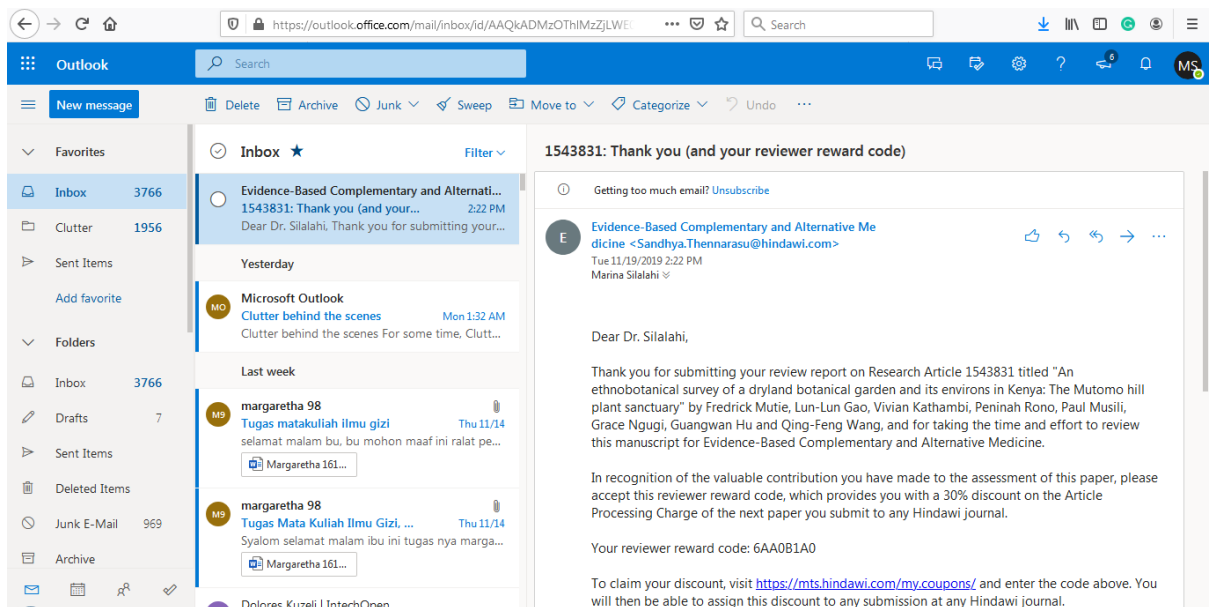 https://outlook.office.com/mail/inbox/id/AAQkADMzOThlMzZjLWE
Search
Outlook
Search
6
MS
New message
Delete
Archive
Junk
Sweep
Move to
Categorize
Undo
Favorites
Inbox 3766
Clutter 1956
Sent Items
Add favorite
Folders
Inbox 3766
Drafts 7
Sent Items
Deleted Items
Junk E-Mail 969
Archive
Inbox ★
Filter
Evidence-Based Complementary and Alternati...
1543831: Thank you (and your... 2:22 PM
Dear Dr. Silalahi, Thank you for submitting your...
Yesterday
MO
Microsoft Outlook
Clutter behind the scenes Mon 1:32 AM
Clutter behind the scenes For some time, Clutt...
Last week
M9
margaretha 98
Tugas matakuliah ilmu gizi Thu 11/14
selamat malam bu, bu mohon maaf ini ralat pe...
Margaretha 161...
M9
margaretha 98
Tugas Mata Kuliah Ilmu Gizi, ... Thu 11/14
Syalom selamat malam ibu ini tugas nya marga...
Margaretha 161...
Dolores Kuzelj | IntechOpen
1543831: Thank you (and your reviewer reward code)
Getting too much email? Unsubscribe
E
Evidence-Based Complementary and Alternative Me
dicine <Sandhya.Thennarasu@hindawi.com>
Tue 11/19/2019 2:22 PM
Marina Silalahi
Dear Dr. Silalahi,
Thank you for submitting your review report on Research Article 1543831 titled "An
ethnobotanical survey of a dryland botanical garden and its environs in Kenya: The Mutomo hill
plant sanctuary" by Fredrick Mutie, Lun-Lun Gao, Vivian Kathambi, Peninah Rono, Paul Musili,
Grace Ngugi, Guangwan Hu and Qing-Feng Wang, and for taking the time and effort to review
this manuscript for Evidence-Based Complementary and Alternative Medicine.
In recognition of the valuable contribution you have made to the assessment of this paper, please
accept this reviewer reward code, which provides you with a 30% discount on the Article
Processing Charge of the next paper you submit to any Hindawi journal.
Your reviewer reward code: 6AA0B1A0
To claim your discount, visit https://mts.hindawi.com/my.coupons/ and enter the code above. You
will then be able to assign this discount to any submission at any Hindawi journal.